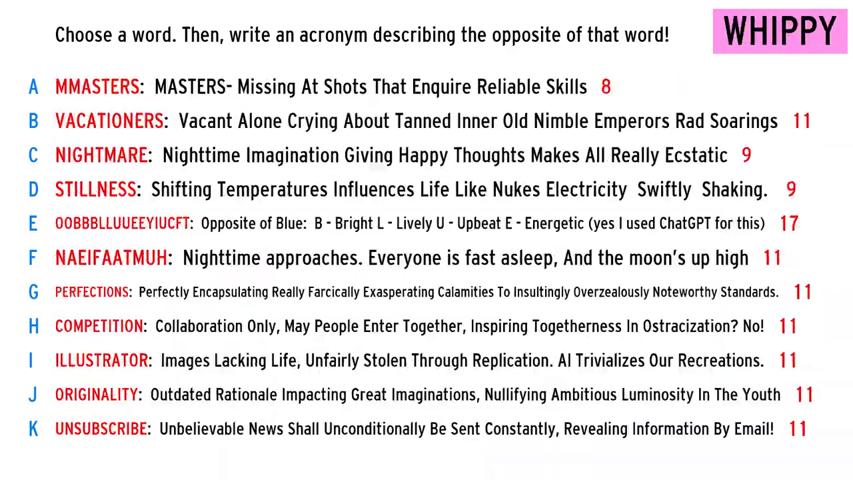 Choose a word. Then, write an acronym describing the opposite of that word! WHIPPY
A MMASTERS: MASTERS- Missing At Shots That Enquire Reliable Skills 8
B VACATIONERS: Vacant Alone Crying About Tanned Inner Old Nimble Emperors Rad Soarings 11
C NIGHTMARE: Nighttime Imagination Giving Happy Thoughts Makes All Really Ecstatic 9
D STILLNESS: Shifting Temperatures Influences Life Like Nukes Electricity Swiftly Shaking. 9
E OOBBBLLUUEEYIUCFT: Opposite of Blue: B - Bright L - Lively U - Upbeat E - Energetic (yes I used ChatGPT for this) 17
F NAEIFAATMUH: Nighttime approaches. Everyone is fast asleep, And the moon's up high 11
G PERFECTIONS: Perfectly Encapsulating Really Farcically Exasperating Calamities To Insultingly Overzealously Noteworthy Standards. 11
H COMPETITION: Collaboration Only, May People Enter Together, Inspiring Togetherness In Ostracization? No! 11
I ILLUSTRATOR: Images Lacking Life, Unfairly Stolen Through Replication. AI Trivializes Our Recreations. 11
J ORIGINALITY: Outdated Rationale Impacting Great Imaginations, Nullifying Ambitious Luminosity In The Youth 11
K UNSUBSCRIBE: Unbelievable News Shall Unconditionally Be Sent Constantly, Revealing Information By Email! 11